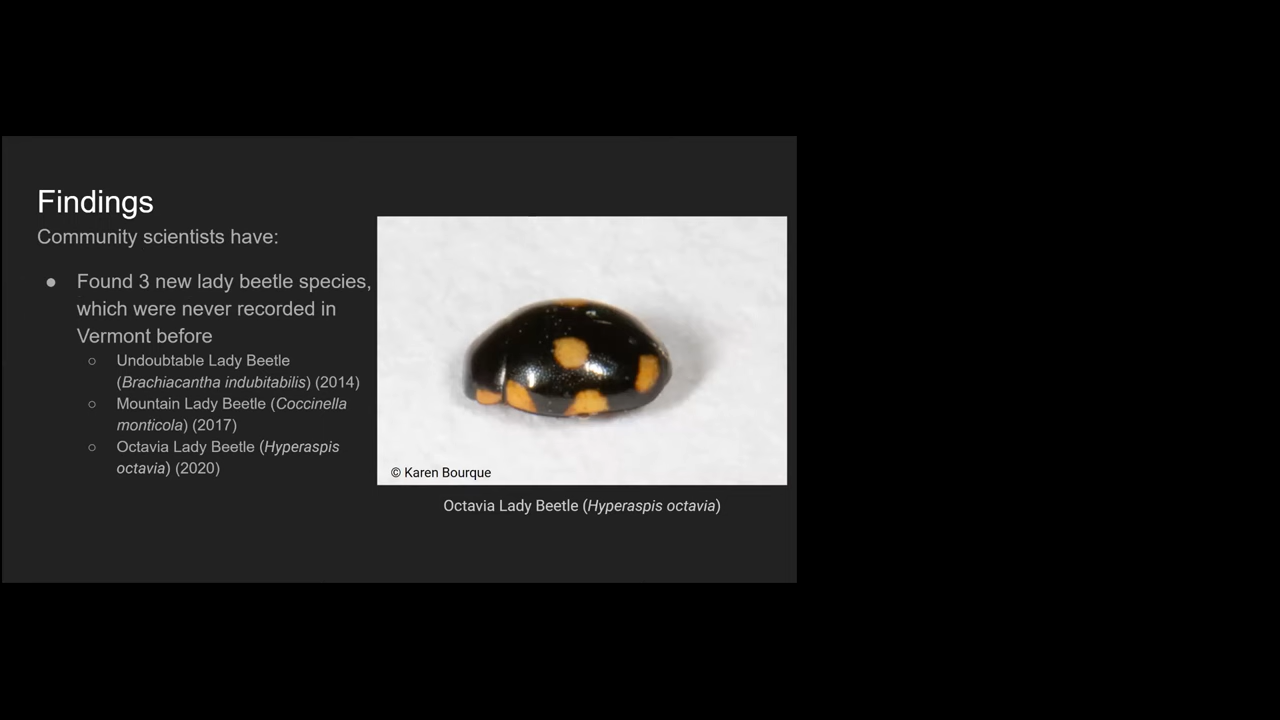 Findings
Community scientists have:
● Found 3 new lady beetle species,
which were never recorded in
Vermont before
○ Undoubtable Lady Beetle
(Brachiacantha indubitabilis) (2014)
○ Mountain Lady Beetle (Coccinella
monticola) (2017)
○ Octavia Lady Beetle (Hyperaspis
octavia) (2020)
© Karen Bourque
Octavia Lady Beetle (Hyperaspis octavia)